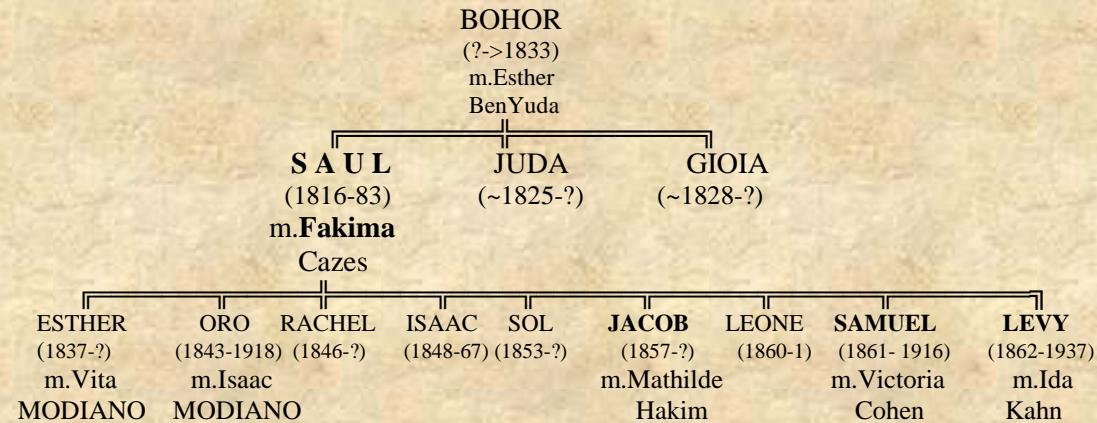 BOHOR
(?->1833)
m.Esther
BenYuda
S A U L JUDA GIOIA
(1816-83) (~1825-?) (~1828-?)
m.Fakima
Cazes
ESTHER ORO RACHEL ISAAC SOL JACOB LEONE SAMUEL LEVY
(1837-?) (1843-1918) (1846-?) (1848-67) (1853-?) (1857-?) (1860-1) (1861- 1916) (1862-1937)
m.Vita m.Isaac m.Mathilde m.Victoria m.Ida
MODIANO MODIANO Hakim Cohen Kahn